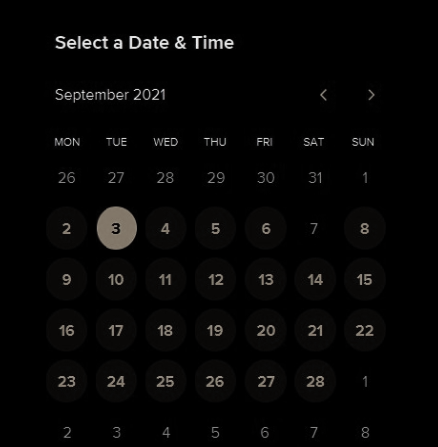 Select a Date & Time
September 2021
MON TUE WED THU FRI SAT SUN
26 27 28 29 30 31 1
2 3 4 5 6 7 8
9 10 11 12 13 14 15
16 17 18 19 20 21 22
23 24 25 26 27 28 1
2 3 4 5 6 7 8